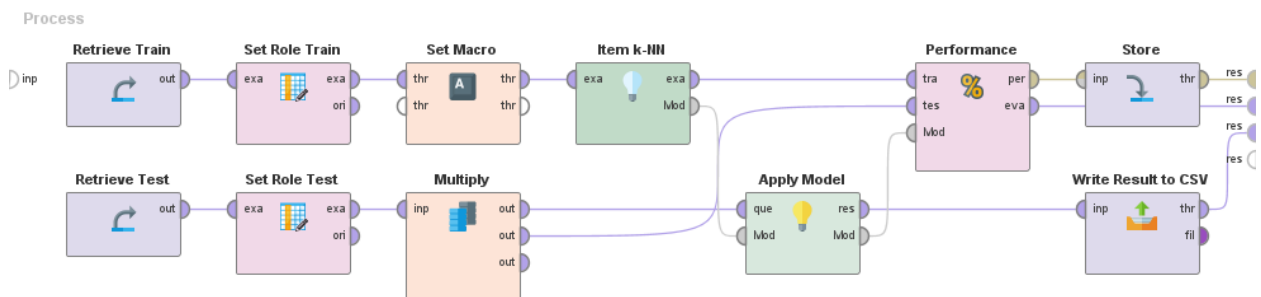 Process
Retrieve Train
Set Role Train
Set Macro
Item k-NN
Performance
Store
inp
out
exa
exa
ori
thr
thr
thr
thr
exa
exa
Mod
tra
tes
Mod
per
eva
inp
thr
res
res
res
res
Retrieve Test
Set Role Test
Multiply
Apply Model
Write Result to CSV
out
exa
exa
ori
inp
out
out
out
que
Mod
res
Mod
inp
thr
fil
A
%